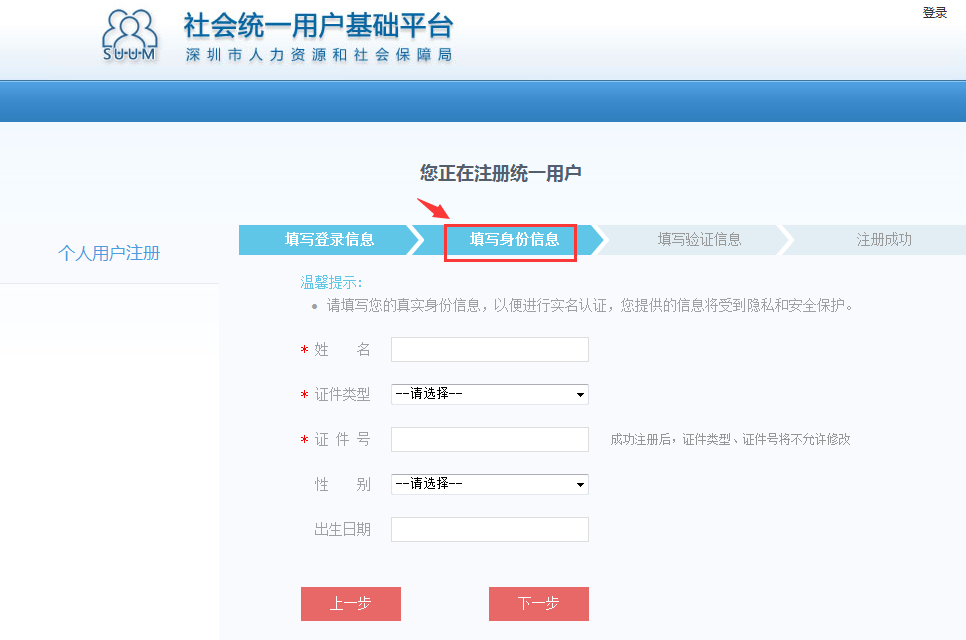 登录
SUUM
社会统一用户基础平台
深圳市人力资源和社会保障局
您正在注册统一用户
填写登录信息 填写身份信息 填写验证信息 注册成功
个人用户注册
温馨提示:
• 请填写您的真实身份信息，以便进行实名认证，您提供的信息将受到隐私和安全保护。
* 姓 名
* 证件类型 --请选择--
* 证 件 号 成功注册后，证件类型、证件号将不允许修改
性 别 --请选择--
出生日期
上一步 下一步